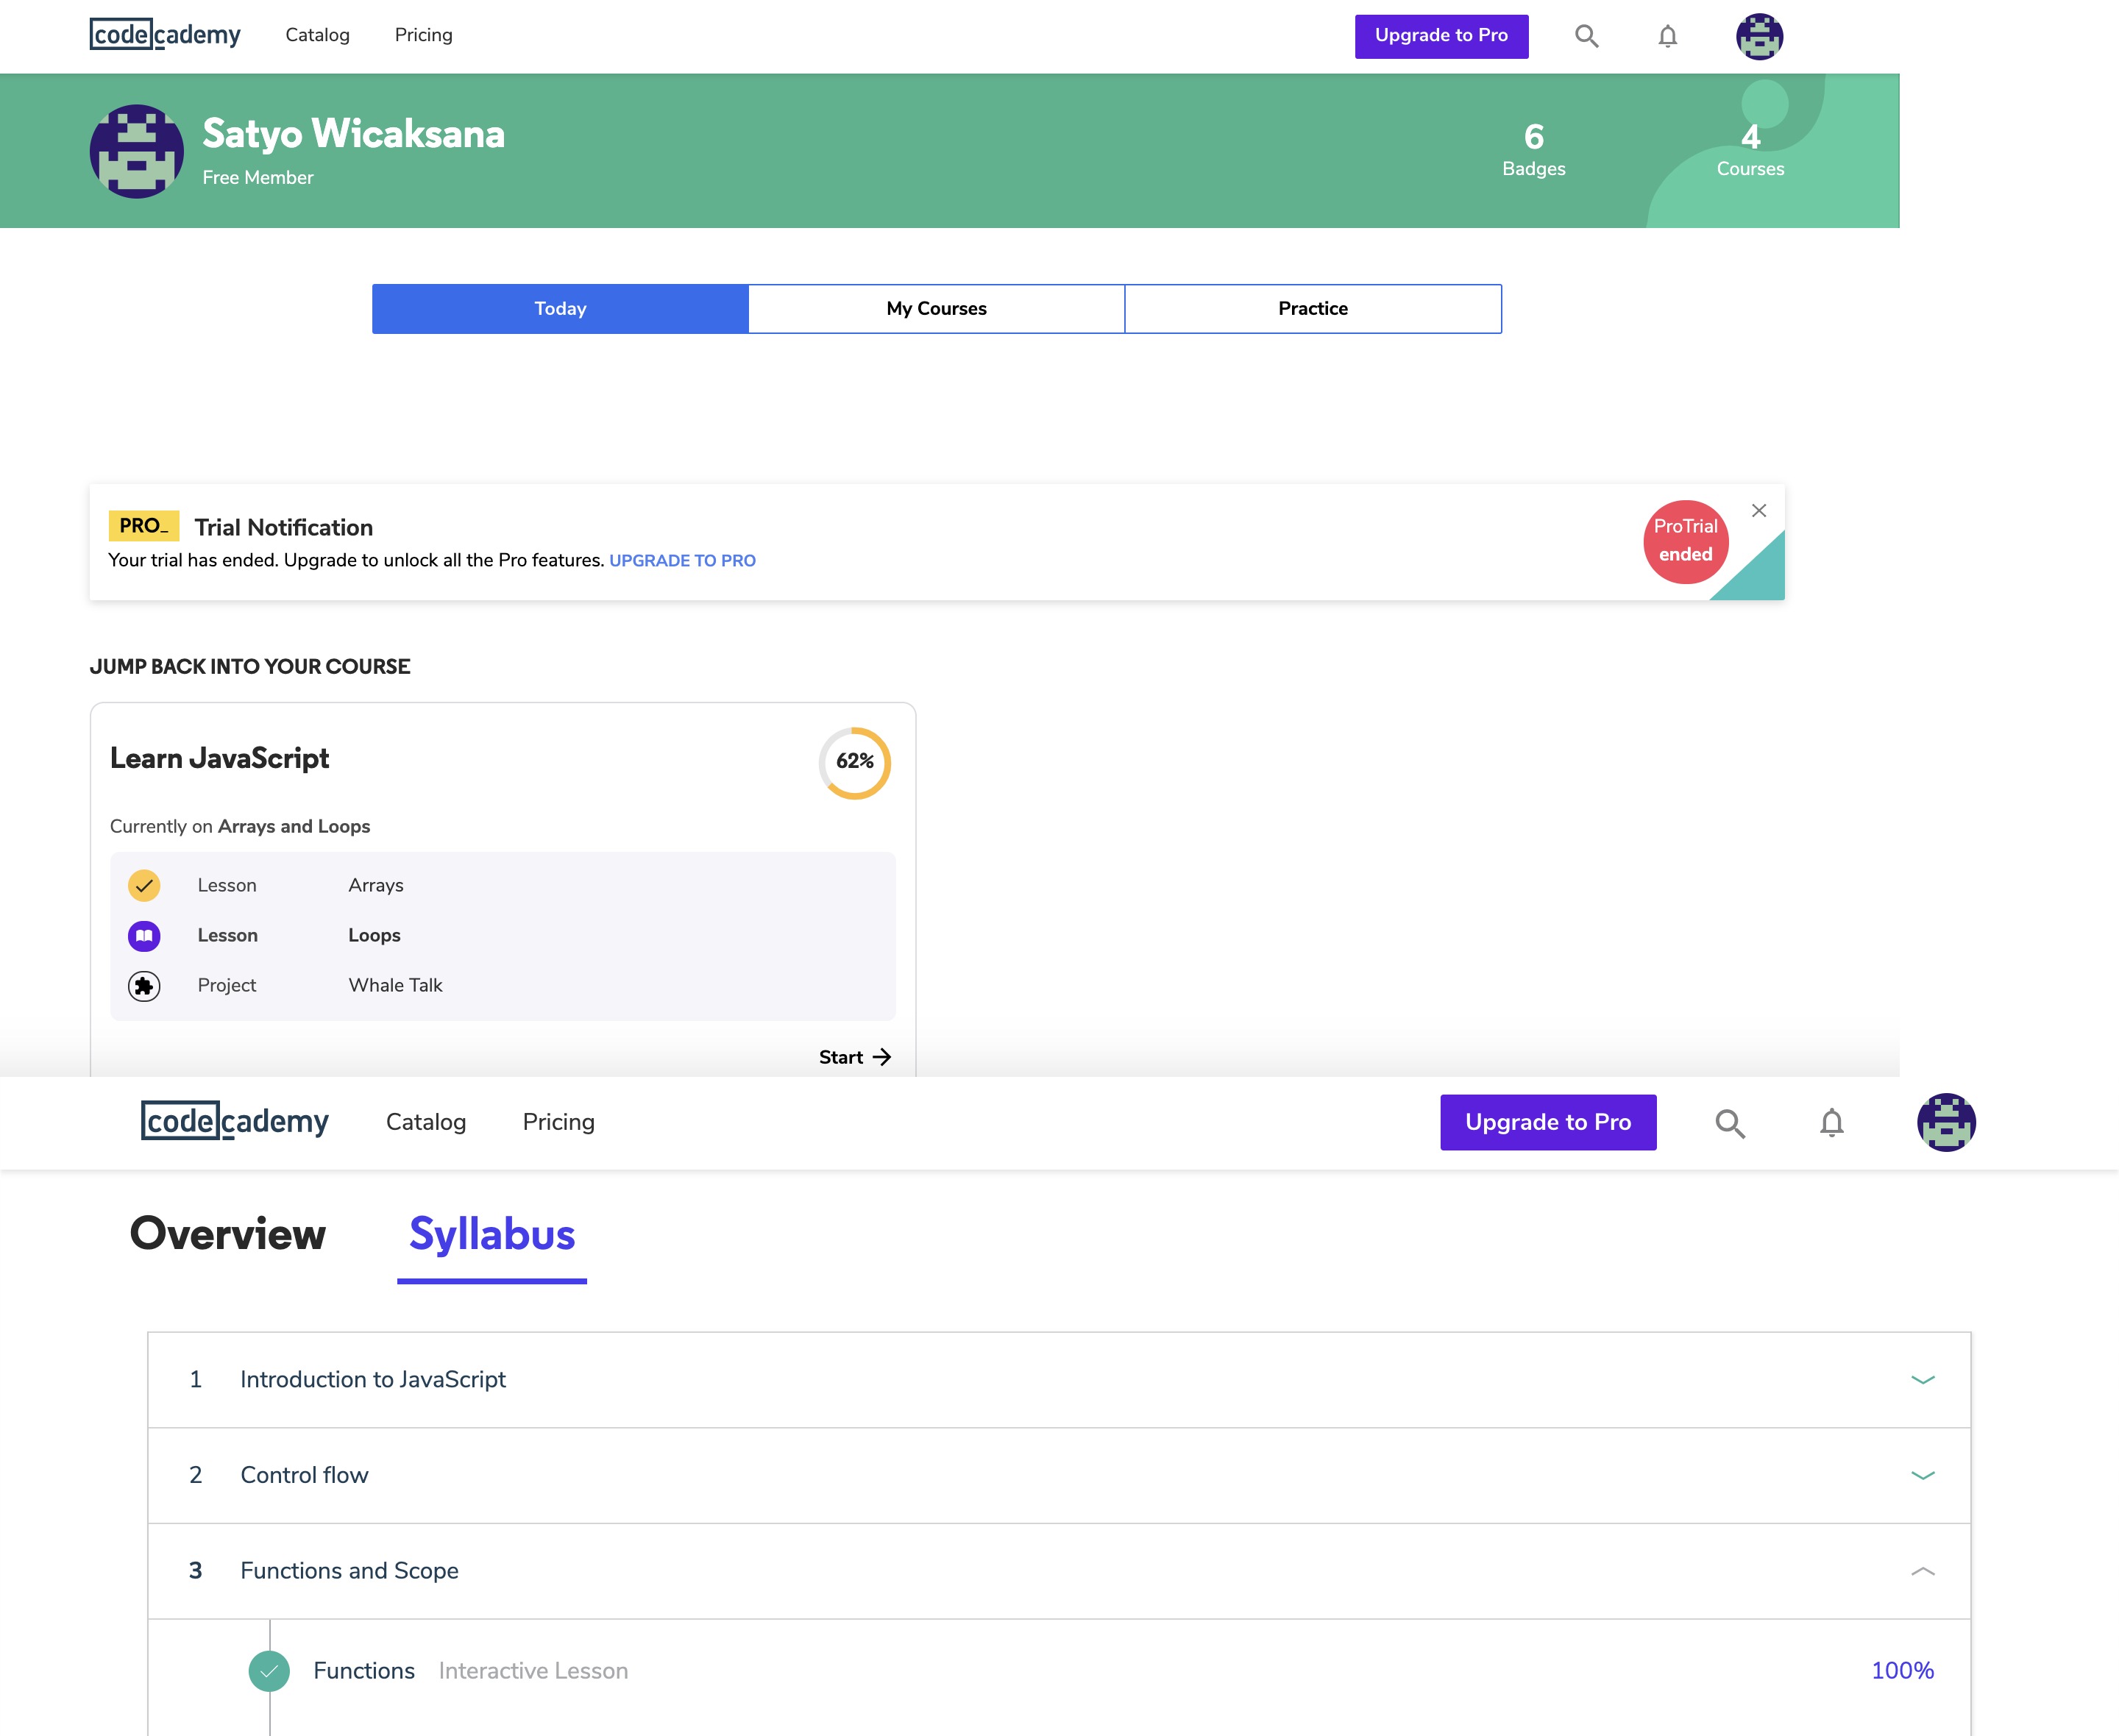 codecademy Catalog Pricing Upgrade to Pro
Satyo Wicaksana
Free Member
6
Badges
4
Courses
Today My Courses Practice
PRO_ Trial Notification
Your trial has ended. Upgrade to unlock all the Pro features. UPGRADE TO PRO
ProTrial
ended
JUMP BACK INTO YOUR COURSE
Learn JavaScript
62%
Currently on Arrays and Loops
Lesson Arrays
Lesson Loops
Project Whale Talk
Start
codecademy Catalog Pricing Upgrade to Pro
Overview Syllabus
1 Introduction to JavaScript
2 Control flow
3 Functions and Scope
Functions Interactive Lesson 100%